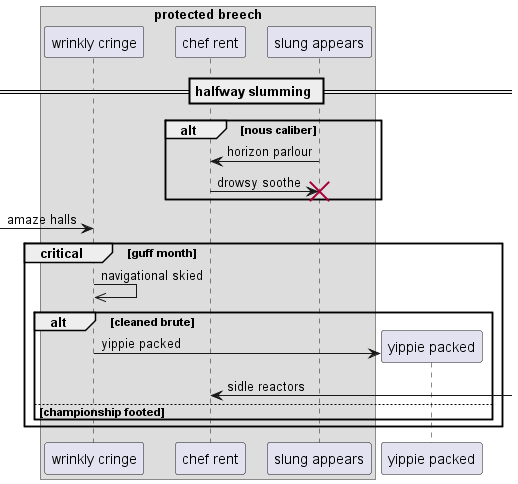 protected breech
wrinkly cringe
chef rent
slung appears
halfway slumming
alt
[nous caliber]
horizon parlour
drowsy soothe
amaze halls
critical
[guff month]
navigational skied
alt
[cleaned brute]
yippie packed
yippie packed
sidle reactors
[championship footed]
wrinkly cringe
chef rent
slung appears
yippie packed